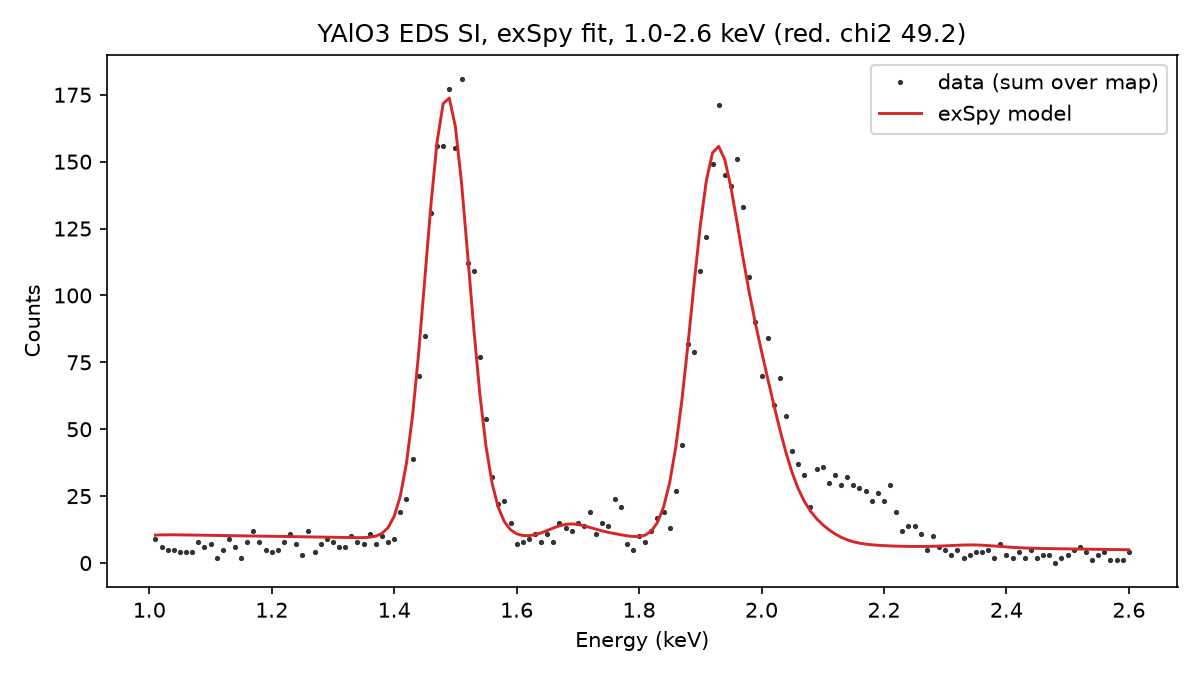 YAlO3 EDS SI, exSpy fit, 1.0-2.6 keV (red. chi2 49.2)
data (sum over map)
exSpy model
Counts
175
150
125
100
75
50
25
0
1.0 1.2 1.4 1.6 1.8 2.0 2.2 2.4 2.6
Energy (keV)